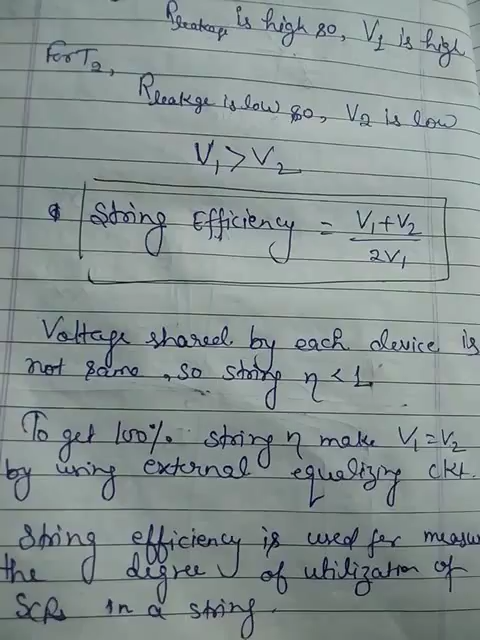 Rleakage is high so, V1 is high
For T2,
Rleakge is low so, V2 is low
V1 > V2
String Efficiency = V1+V2 / 2V1
Voltage shared by each device is
not same, so string η < 1
To get 100% string η make V1 = V2
by using external equalizing ckt.
String efficiency is used for measu
the degree of utilization of
SCRs in a string.